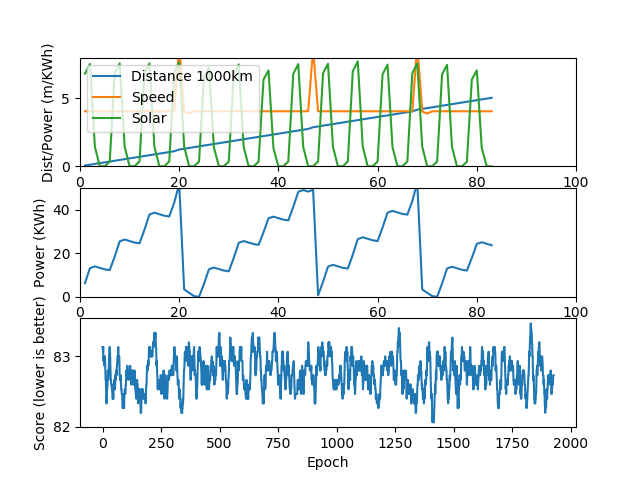 Dist/Power (m/KWh)
5
0
Distance 1000km
Speed
Solar
0 20 40 60 80 100
Power (KWh)
40
20
0
0 20 40 60 80 100
Score (lower is better)
83
82
0 250 500 750 1000 1250 1500 1750 2000
Epoch